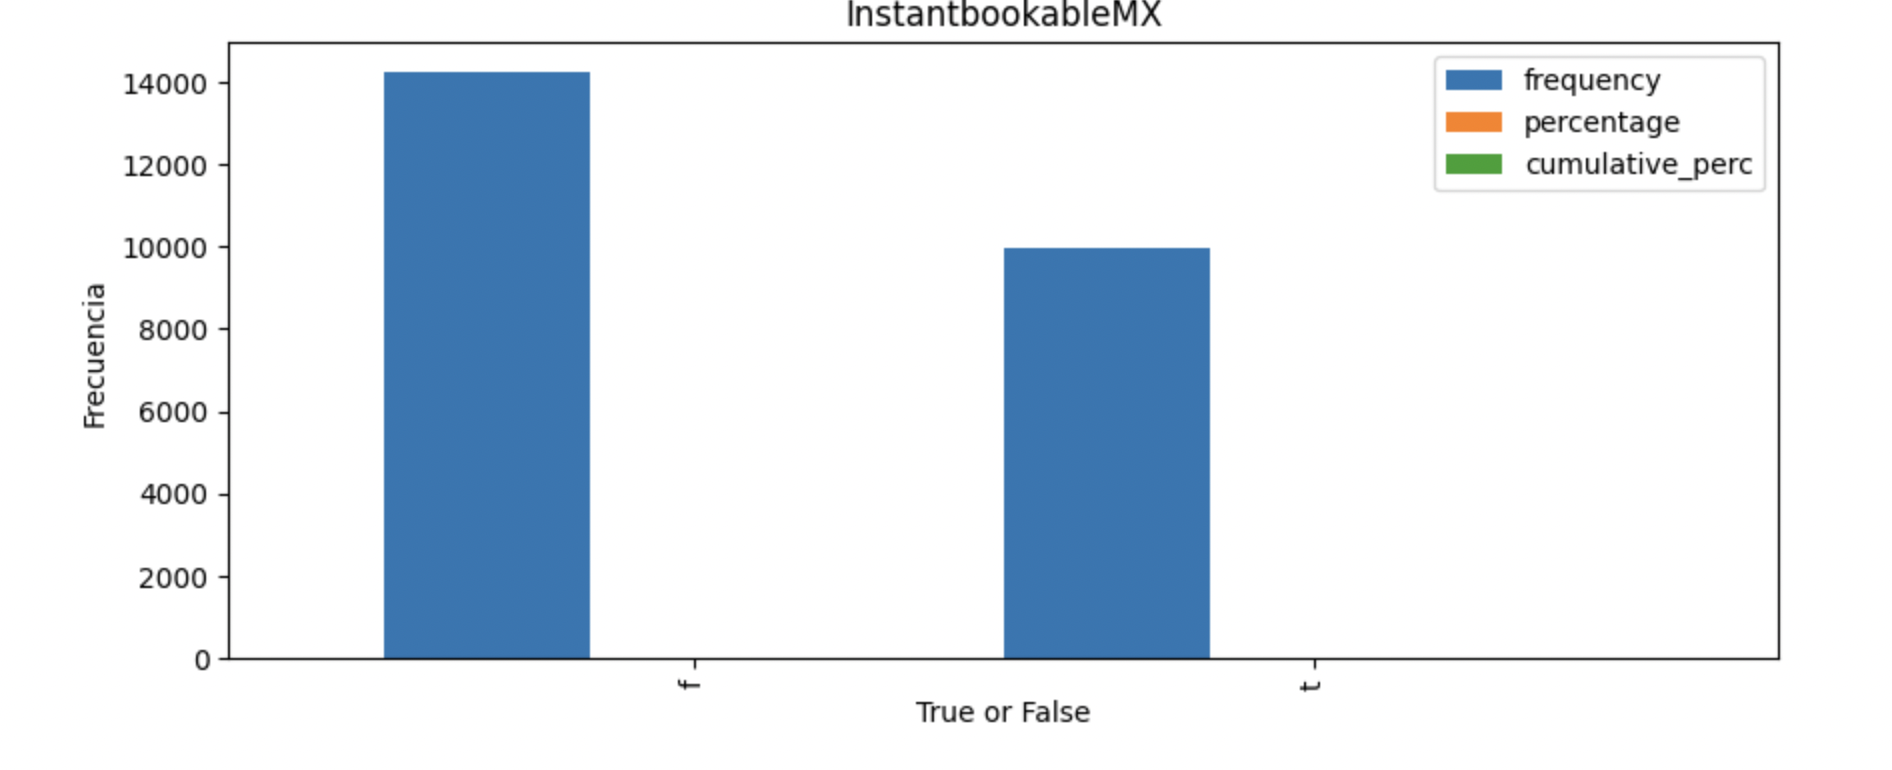 InstantbookableMX
14000
12000
10000
8000
6000
4000
2000
0
Frecuencia
f
t
True or False
frequency
percentage
cumulative_perc